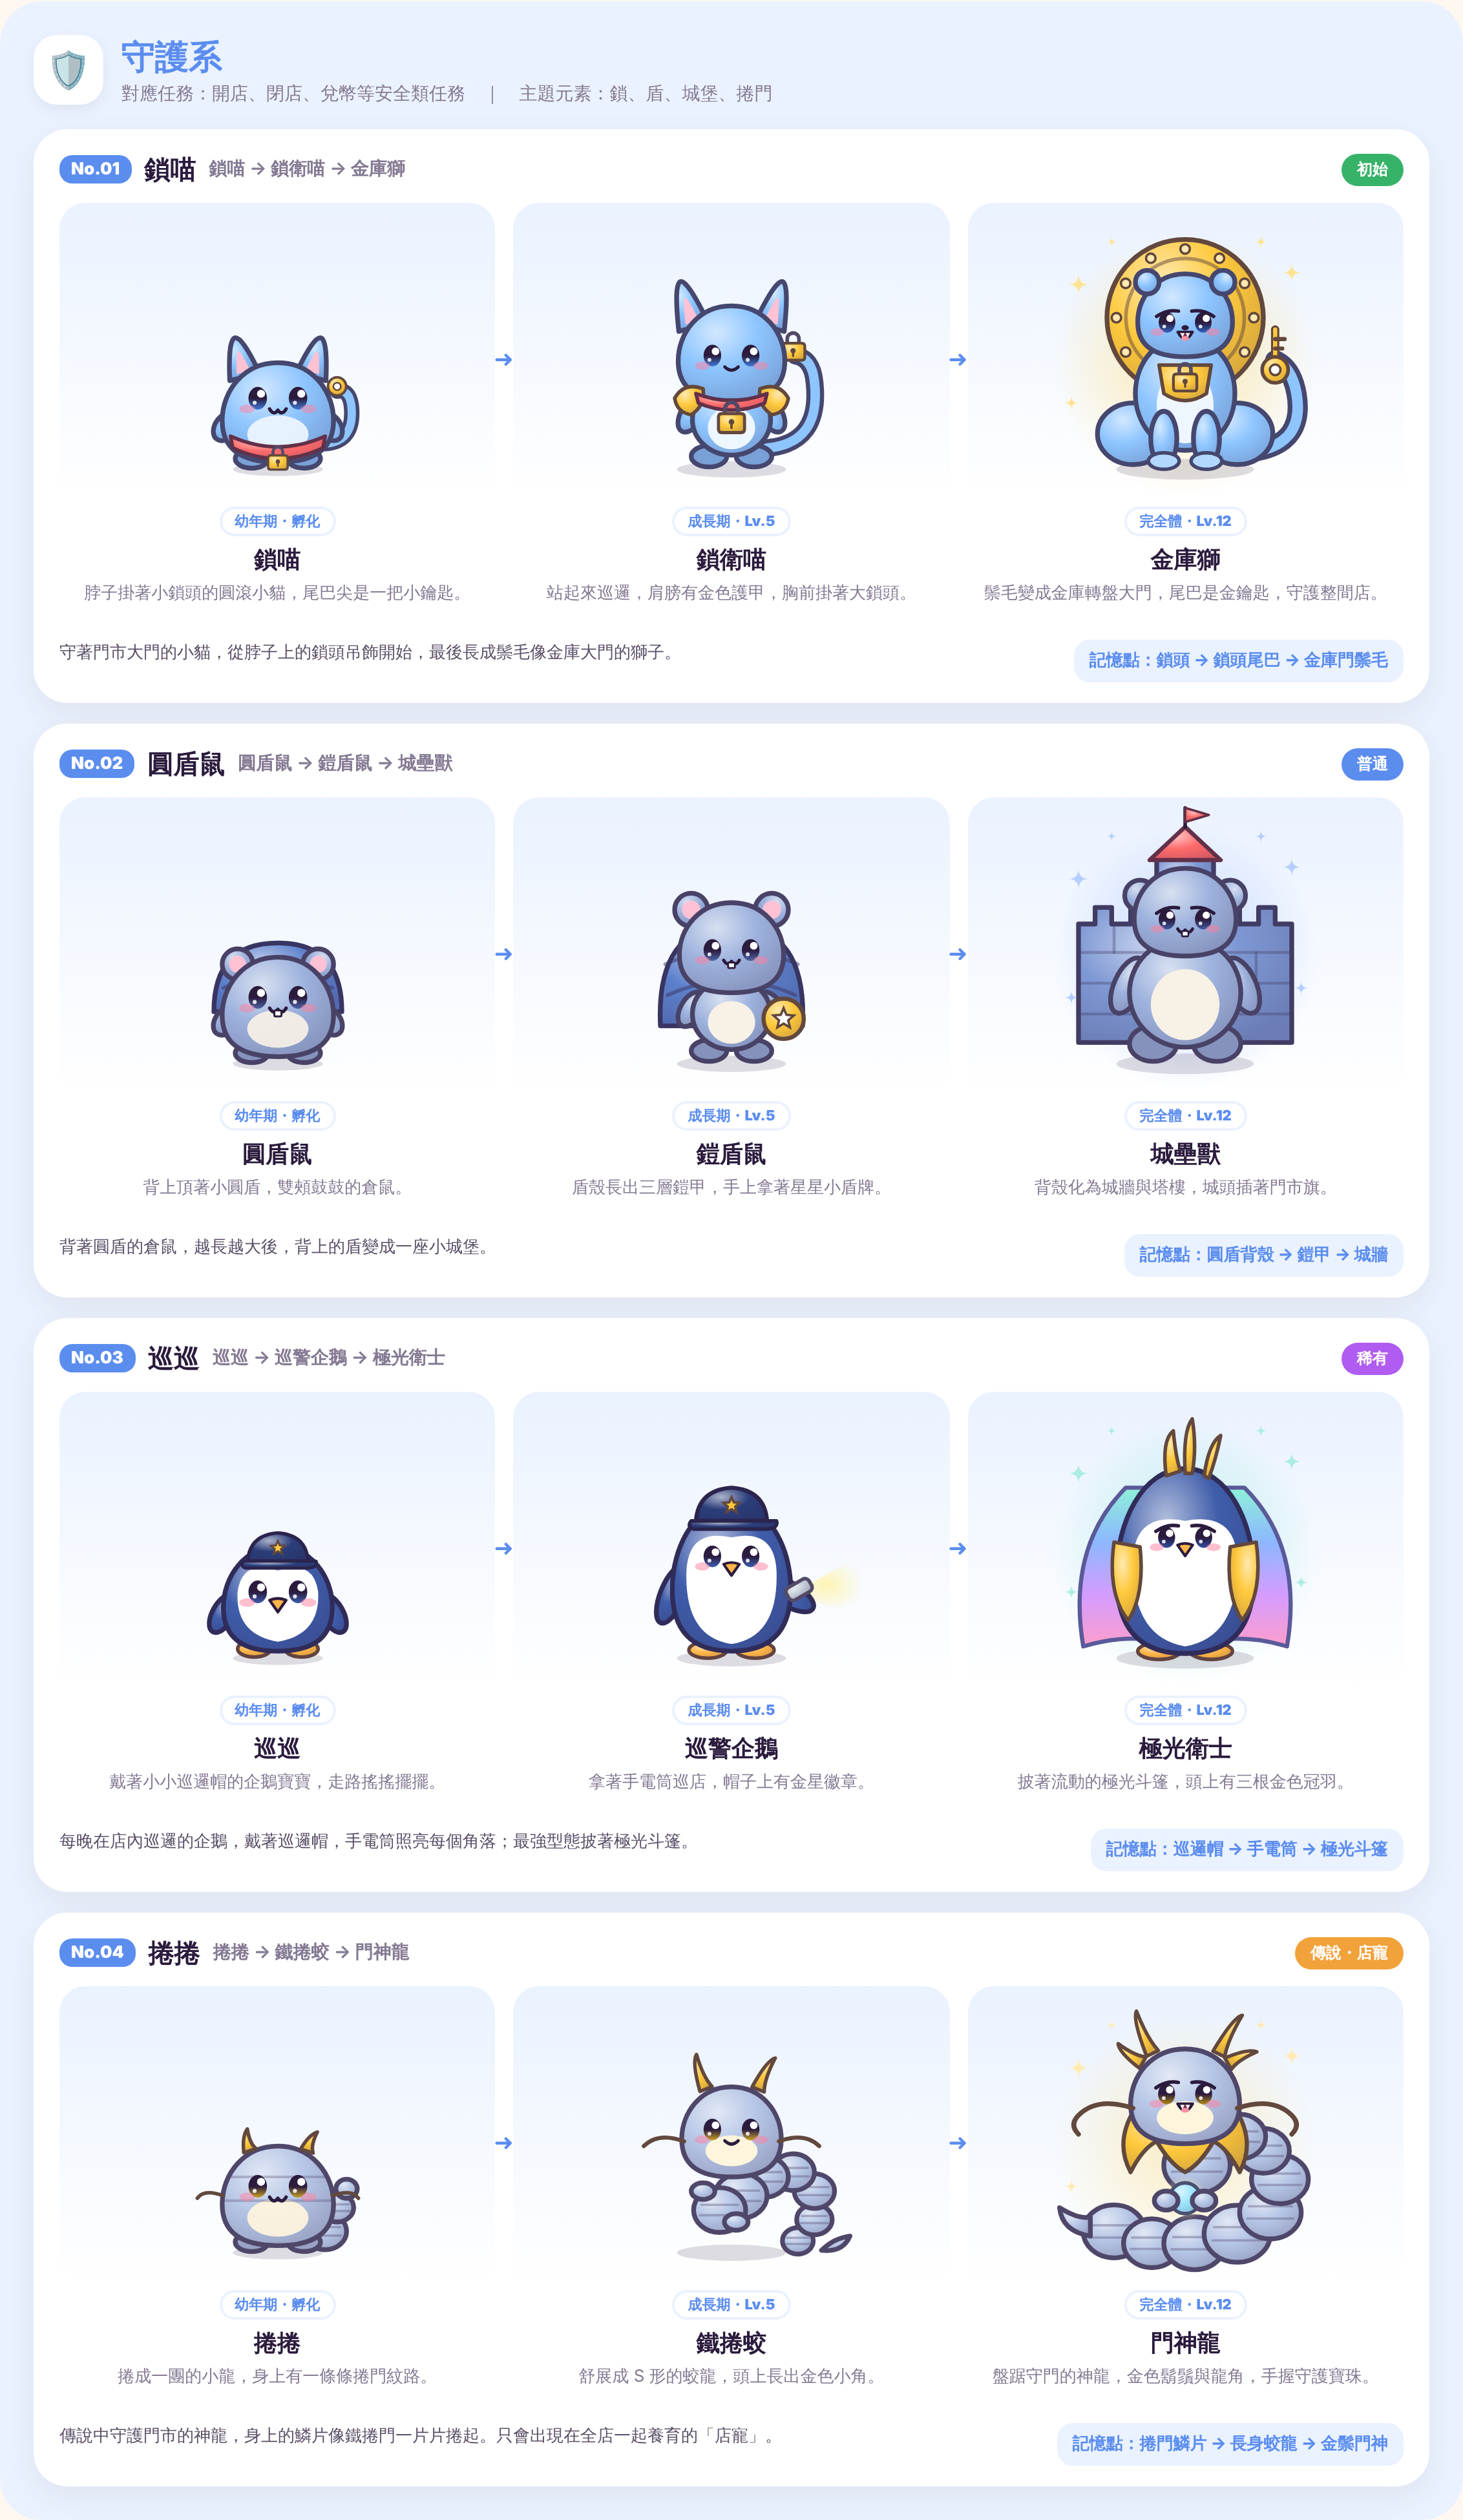 守護系
對應任務：開店、閉店、兌幣等安全類任務 ｜ 主題元素：鎖、盾、城堡、捲門
No.01 鎖喵 鎖喵 → 鎖衛喵 → 金庫獅 初始
→ →
幼年期・孵化 成長期・Lv.5 完全體・Lv.12
鎖喵 鎖衛喵 金庫獅
脖子掛著小鎖頭的圓滾小貓，尾巴尖是一把小鑰匙。 站起來巡邏，肩膀有金色護甲，胸前掛著大鎖頭。 鬃毛變成金庫轉盤大門，尾巴是金鑰匙，守護整間店。
守著門市大門的小貓，從脖子上的鎖頭吊飾開始，最後長成鬃毛像金庫大門的獅子。 記憶點：鎖頭 → 鎖頭尾巴 → 金庫門鬃毛
No.02 圓盾鼠 圓盾鼠 → 鎧盾鼠 → 城壘獸 普通
→ →
幼年期・孵化 成長期・Lv.5 完全體・Lv.12
圓盾鼠 鎧盾鼠 城壘獸
背上頂著小圓盾，雙頰鼓鼓的倉鼠。 盾殼長出三層鎧甲，手上拿著星星小盾牌。 背殼化為城牆與塔樓，城頭插著門市旗。
背著圓盾的倉鼠，越長越大後，背上的盾變成一座小城堡。 記憶點：圓盾背殼 → 鎧甲 → 城牆
No.03 巡巡 巡巡 → 巡警企鵝 → 極光衛士 稀有
→ →
幼年期・孵化 成長期・Lv.5 完全體・Lv.12
巡巡 巡警企鵝 極光衛士
戴著小小巡邏帽的企鵝寶寶，走路搖搖擺擺。 拿著手電筒巡店，帽子上有金星徽章。 披著流動的極光斗篷，頭上有三根金色冠羽。
每晚在店內巡邏的企鵝，戴著巡邏帽，手電筒照亮每個角落；最強型態披著極光斗篷。 記憶點：巡邏帽 → 手電筒 → 極光斗篷
No.04 捲捲 捲捲 → 鐵捲蛟 → 門神龍 傳說・店寵
→ →
幼年期・孵化 成長期・Lv.5 完全體・Lv.12
捲捲 鐵捲蛟 門神龍
捲成一團的小龍，身上有一條條捲門紋路。 舒展成 S 形的蛟龍，頭上長出金色小角。 盤踞守門的神龍，金色鬍鬚與龍角，手握守護寶珠。
傳說中守護門市的神龍，身上的鱗片像鐵捲門一片片捲起。只會出現在全店一起養育的「店寵」。 記憶點：捲門鱗片 → 長身蛟龍 → 金鬃門神